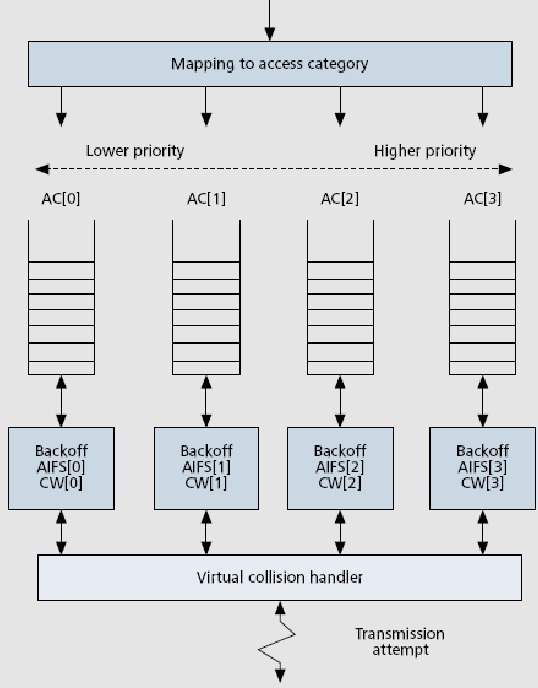 Mapping to access category
Lower priority
Higher priority
AC[0]
AC[1]
AC[2]
AC[3]
Backoff
AIFS[0]
CW[0]
Backoff
AIFS[1]
CW[1]
Backoff
AIFS[2]
CW[2]
Backoff
AIFS[3]
CW[3]
Virtual collision handler
Transmission
attempt